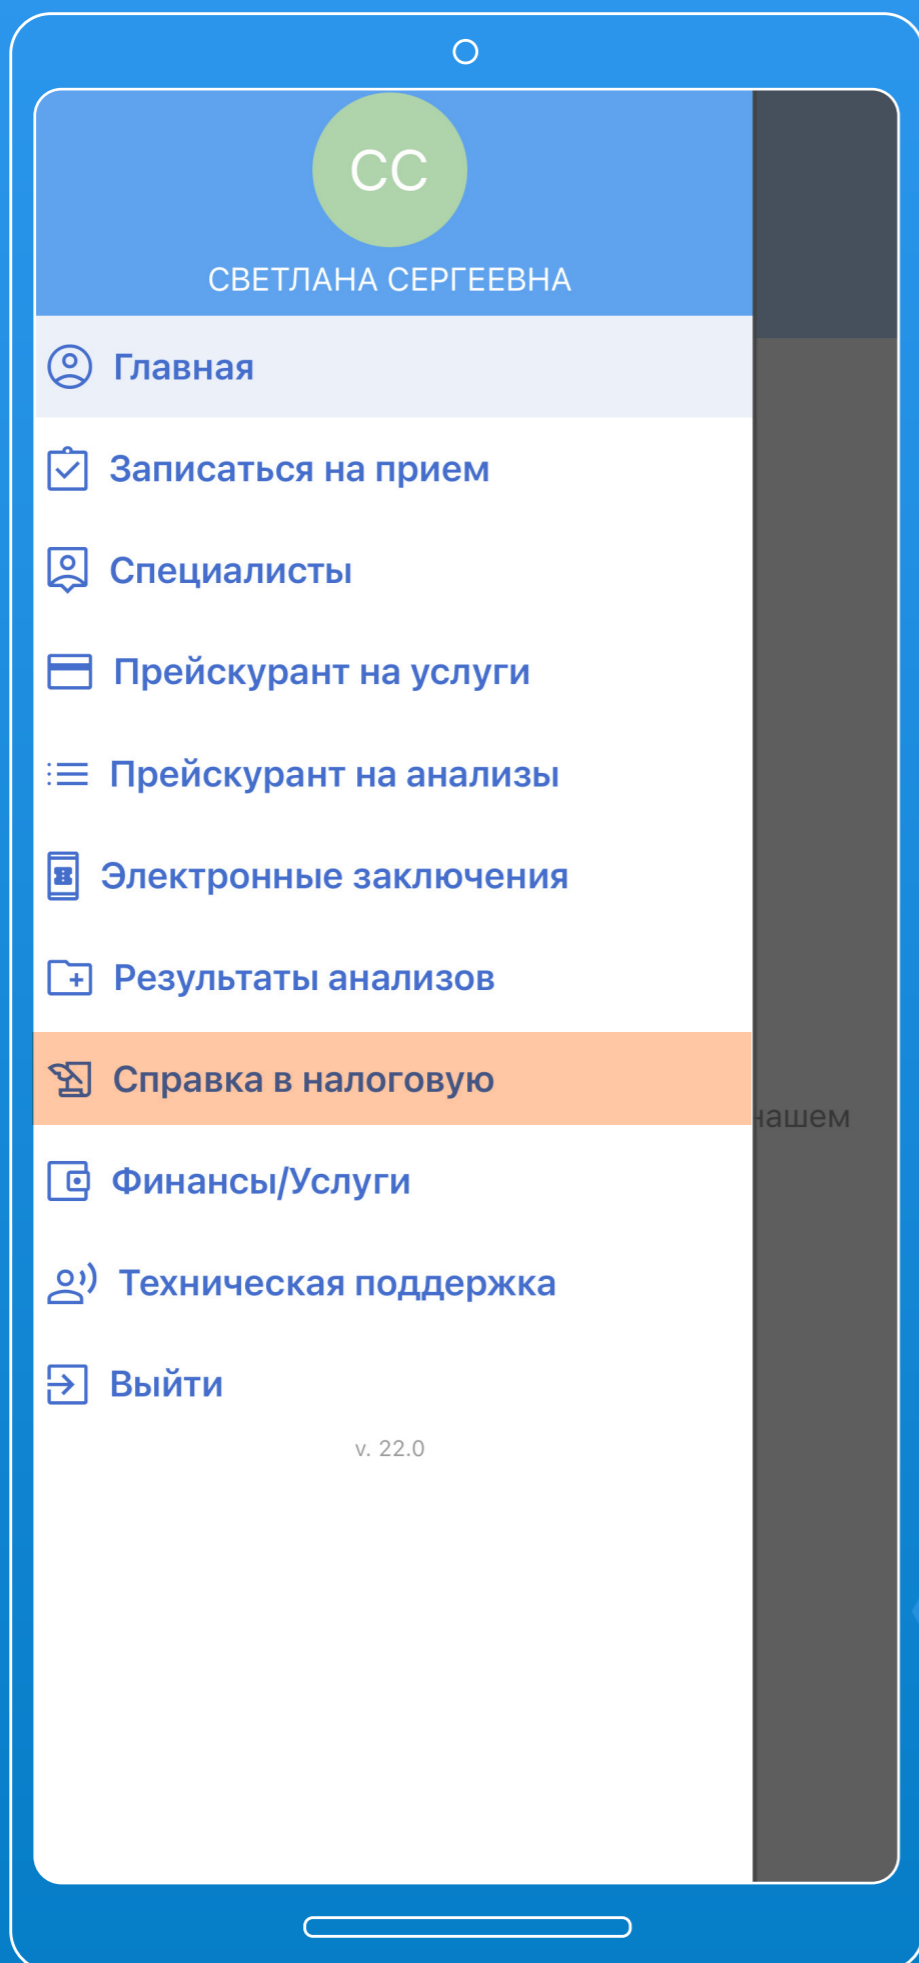 СС
СВЕТЛАНА СЕРГЕЕВНА
Главная
Записаться на прием
Специалисты
Прейскурант на услуги
Прейскурант на анализы
Электронные заключения
Результаты анализов
Справка в налоговую
нашем
Финансы/Услуги
Техническая поддержка
Выйти
v. 22.0